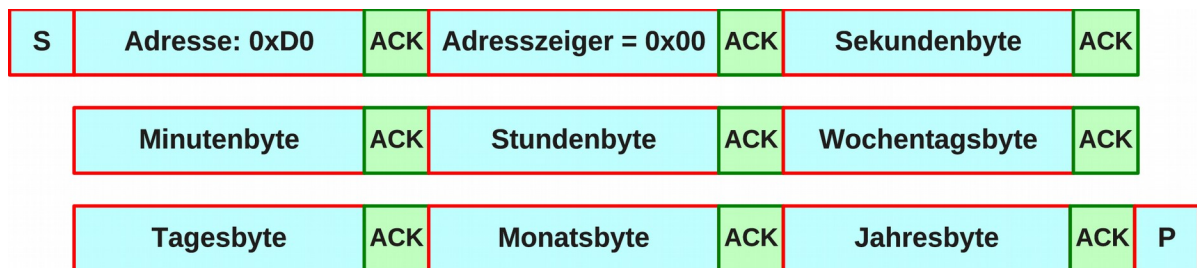 S Adresse: 0xD0 ACK Adresszeiger = 0x00 ACK Sekundenbyte ACK
Minutenbyte ACK Stundenbyte ACK Wochentagsbyte ACK
Tagesbyte ACK Monatsbyte ACK Jahresbyte ACK P